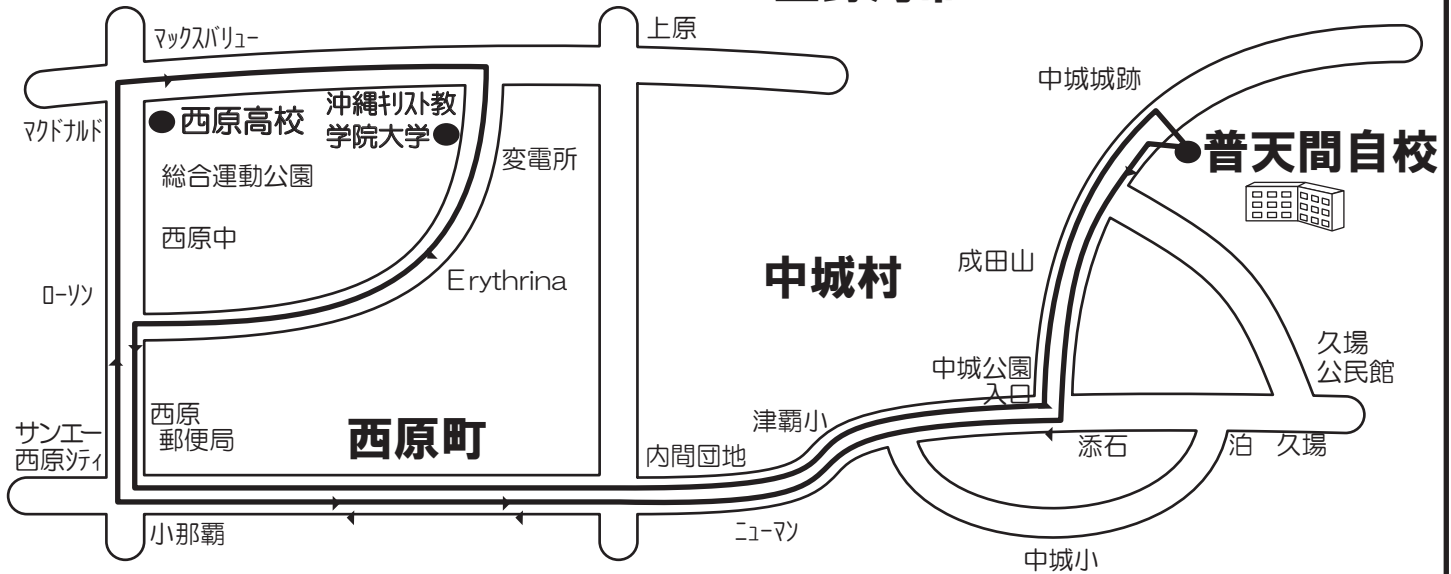 マックスバリュー
上原
中城城跡
マクドナルド
西原高校
沖縄キリスト教
学院大学
変電所
普天間自校
総合運動公園
西原中
ローソン
Erythrina
中城村
成田山
久場
公民館
中城公園
入口
西原
郵便局
西原町
津覇小
サンエー
西原シティ
内間団地
添石
泊
久場
小那覇
ニューマン
中城小